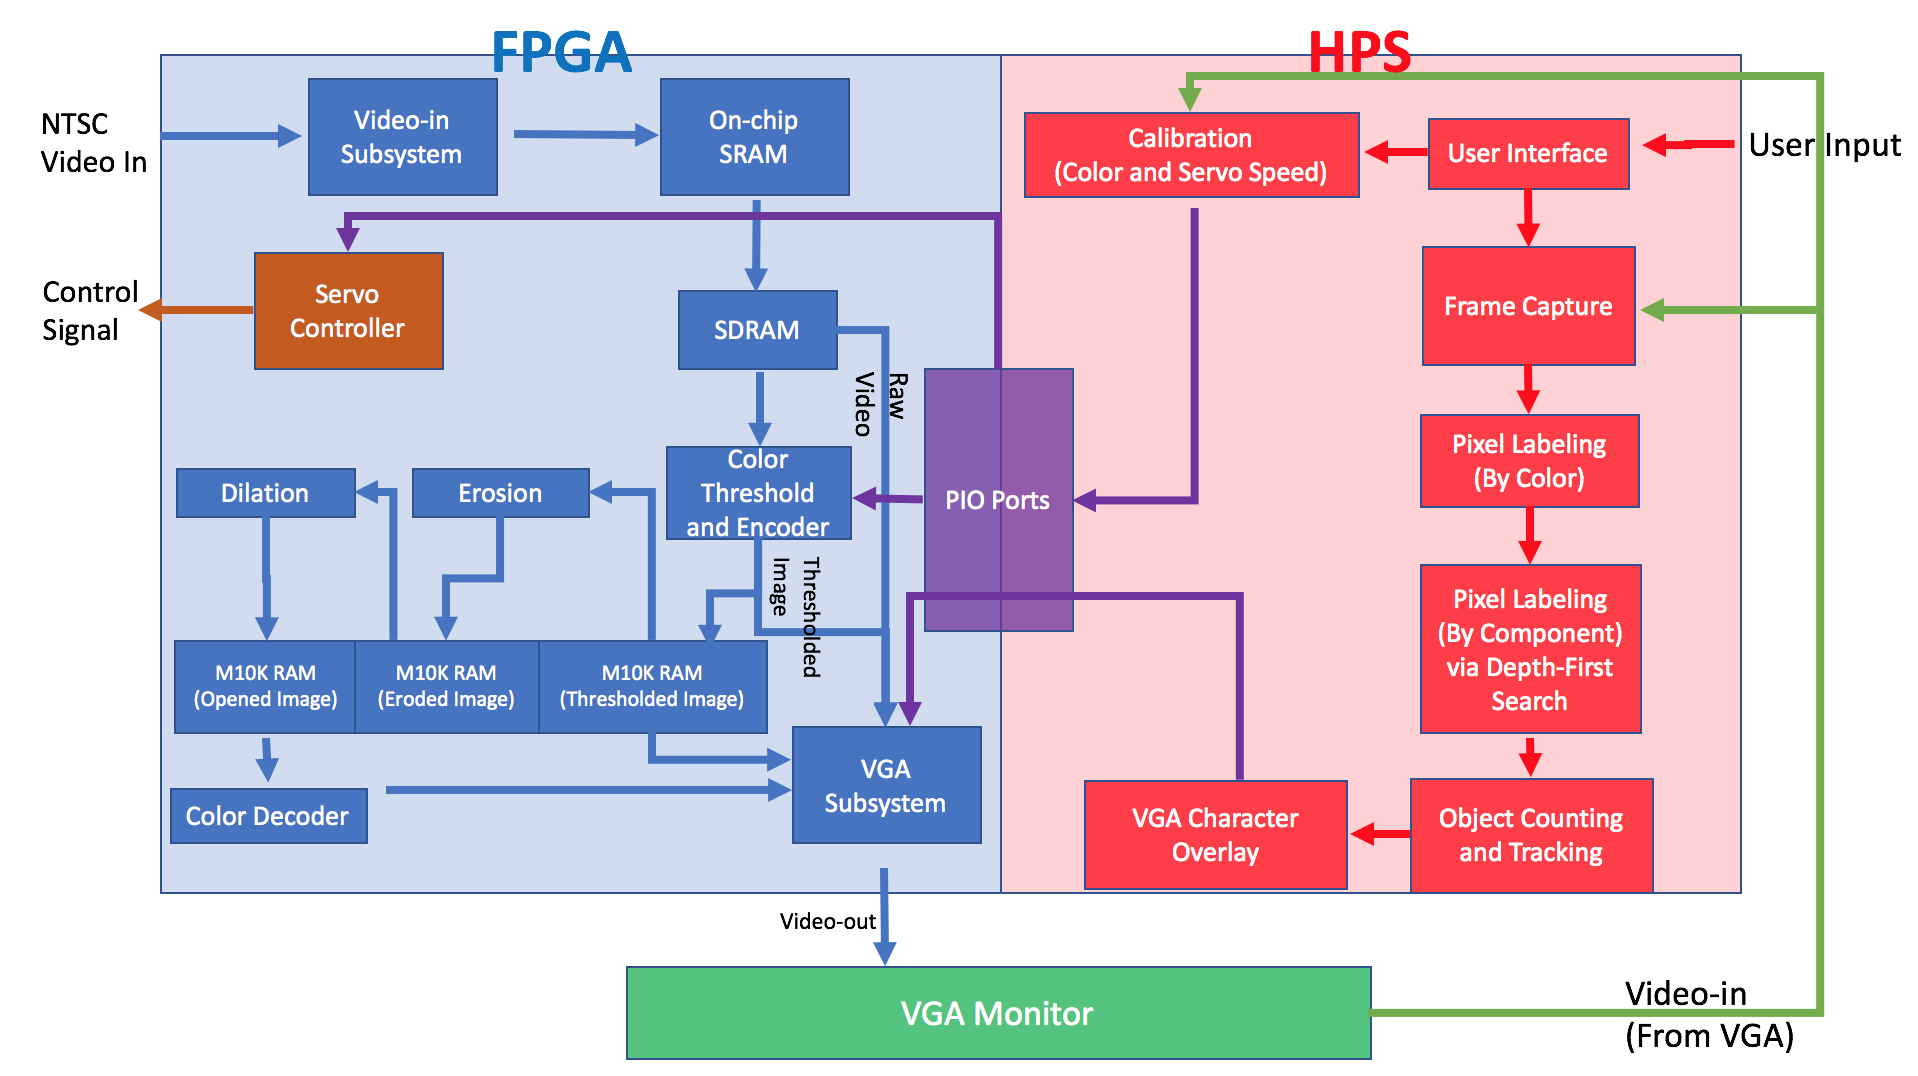 FPGA
HPS
NTSC
Video In
Video-in
Subsystem
On-chip
SRAM
Calibration
(Color and Servo Speed)
User Interface
User Input
Control
Signal
Servo
Controller
SDRAM
Frame Capture
Raw
Video
Dilation
Erosion
Color
Threshold
and Encoder
PIO Ports
Pixel Labeling
(By Color)
Thresholded
Image
Pixel Labeling
(By Component)
via Depth-First
Search
M10K RAM
(Opened Image)
M10K RAM
(Eroded Image)
M10K RAM
(Thresholded Image)
VGA
Subsystem
Color Decoder
VGA Character
Overlay
Object Counting
and Tracking
Video-out
VGA Monitor
Video-in
(From VGA)